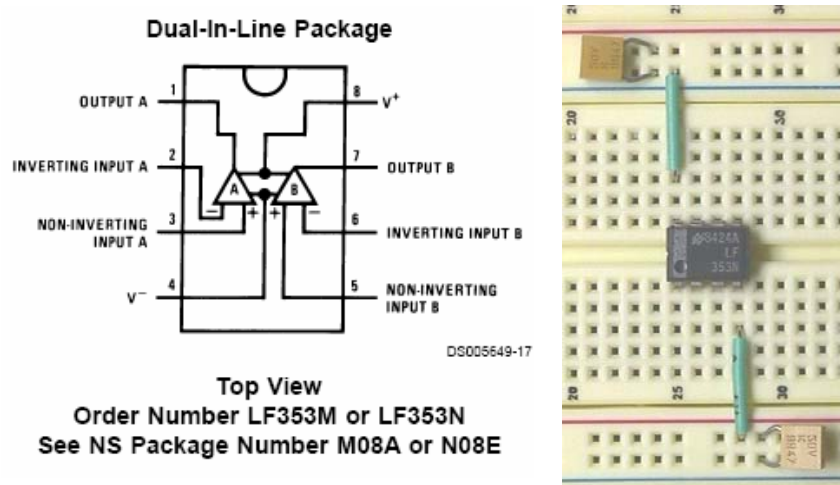 Dual-In-Line Package
1
OUTPUT A
8
V+
2
INVERTING INPUT A
7
OUTPUT B
A
B
3
NON-INVERTING
INPUT A
6
INVERTING INPUT B
4
V−
5
NON-INVERTING
INPUT B
DS005649-17
Top View
Order Number LF353M or LF353N
See NS Package Number M08A or N08E
20
30
8424A
LF
353N
20
25
30
50V